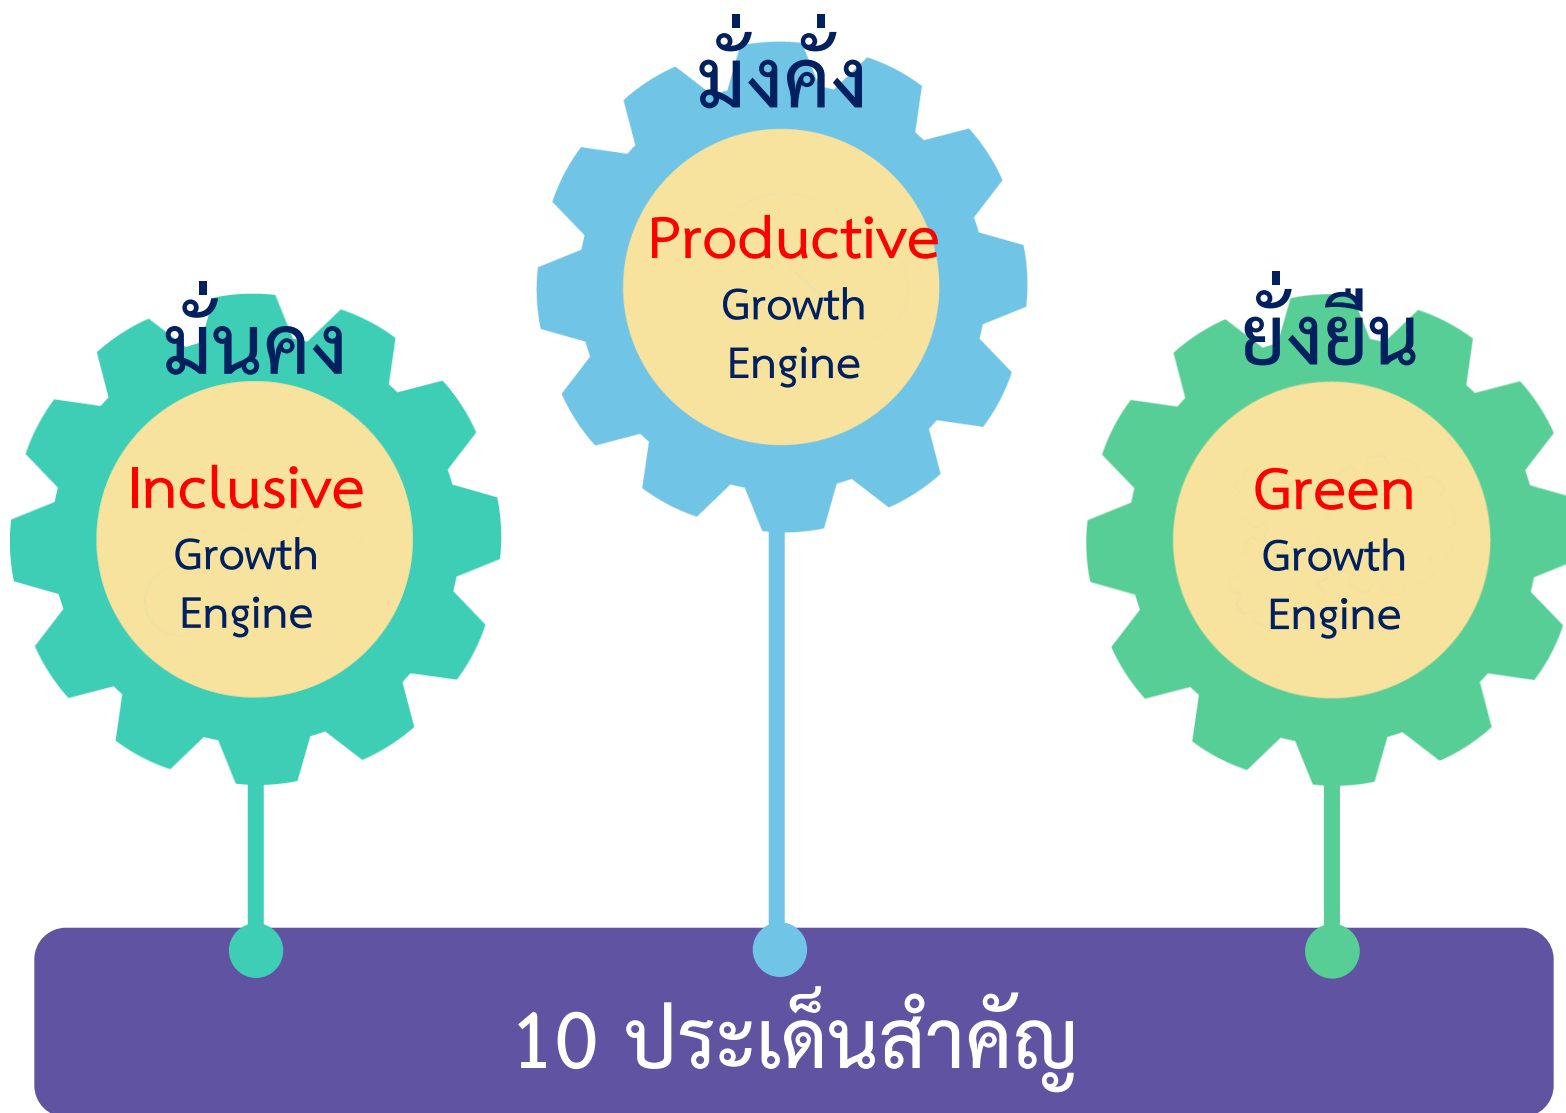 มั่นคง
Inclusive
Growth
Engine
มั่งคั่ง
Productive
Growth
Engine
ยั่งยืน
Green
Growth
Engine
10 ประเด็นสำคัญ